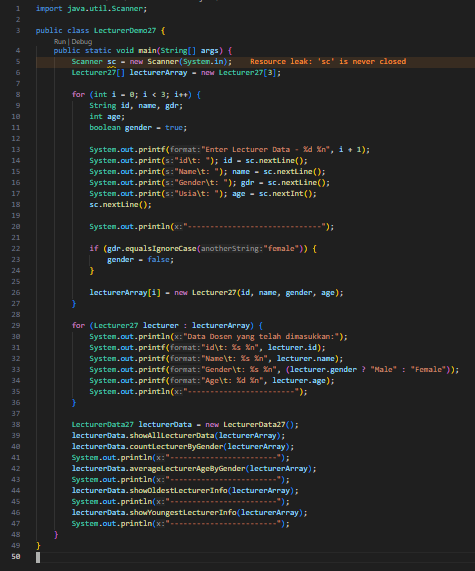 1 import java.util.Scanner;
2
3 public class LecturerDemo27 {
Run | Debug
4 public static void main(String[] args) {
5 Scanner sc = new Scanner(System.in);    Resource leak: 'sc' is never closed
6 Lecturer27[] lecturerArray = new Lecturer27[3];
7
8 for (int i = 0; i < 3; i++) {
9 String id, name, gdr;
10 int age;
11 boolean gender = true;
12
13 System.out.printf(format:"Enter Lecturer Data - %d %n", i + 1);
14 System.out.print(s:"id\t: "); id = sc.nextLine();
15 System.out.print(s:"Name\t: "); name = sc.nextLine();
16 System.out.print(s:"Gender\t: "); gdr = sc.nextLine();
17 System.out.print(s:"Usia\t: "); age = sc.nextInt();
18 sc.nextLine();
19
20 System.out.println(x:"-----------------------------");
21
22 if (gdr.equalsIgnoreCase(anotherString:"female")) {
23 gender = false;
24 }
25
26 lecturerArray[i] = new Lecturer27(id, name, gender, age);
27 }
28
29 for (Lecturer27 lecturer : lecturerArray) {
30 System.out.println(x:"Data Dosen yang telah dimasukkan:");
31 System.out.printf(format:"id\t: %s %n", lecturer.id);
32 System.out.printf(format:"Name\t: %s %n", lecturer.name);
33 System.out.printf(format:"Gender\t: %s %n", (lecturer.gender ? "Male" : "Female"));
34 System.out.printf(format:"Age\t: %d %n", lecturer.age);
35 System.out.println(x:"-----------------------");
36 }
37
38 LecturerData27 lecturerData = new LecturerData27();
39 lecturerData.showAllLecturerData(lecturerArray);
40 lecturerData.countLecturerByGender(lecturerArray);
41 System.out.println(x:"-----------------------");
42 lecturerData.averageLecturerAgeByGender(lecturerArray);
43 System.out.println(x:"-----------------------");
44 lecturerData.showOldestLecturerInfo(lecturerArray);
45 System.out.println(x:"-----------------------");
46 lecturerData.showYoungestLecturerInfo(lecturerArray);
47 System.out.println(x:"-----------------------");
48 }
49 }
50